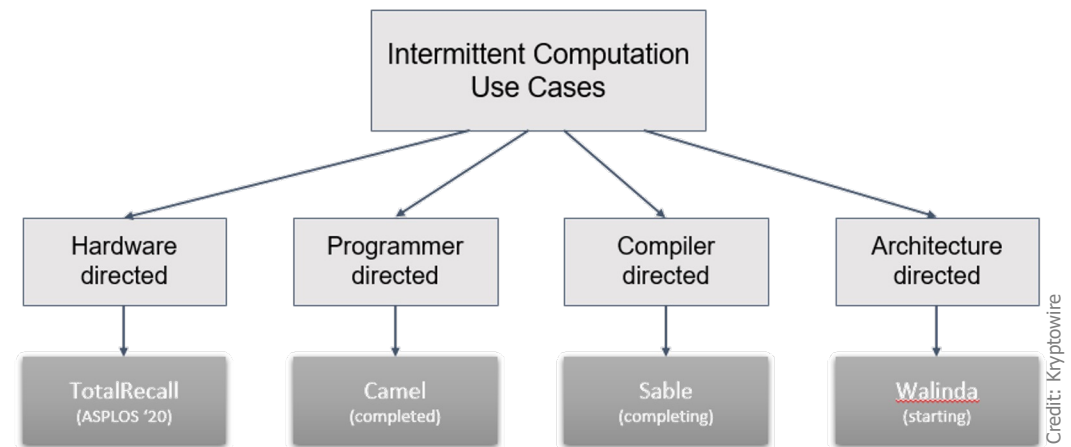 Intermittent Computation
Use Cases
Hardware
directed
Programmer
directed
Compiler
directed
Architecture
directed
TotalRecall
(ASPLOS ‘20)
Camel
(completed)
Sable
(completing)
Walinda
(starting)
Credit: Kryptowire